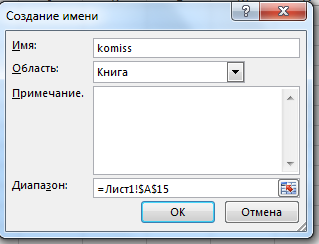 Создание имени
Имя: komiss
Область: Книга
Примечание.
Диапазон: =Лист1!$A$15
ОК Отмена